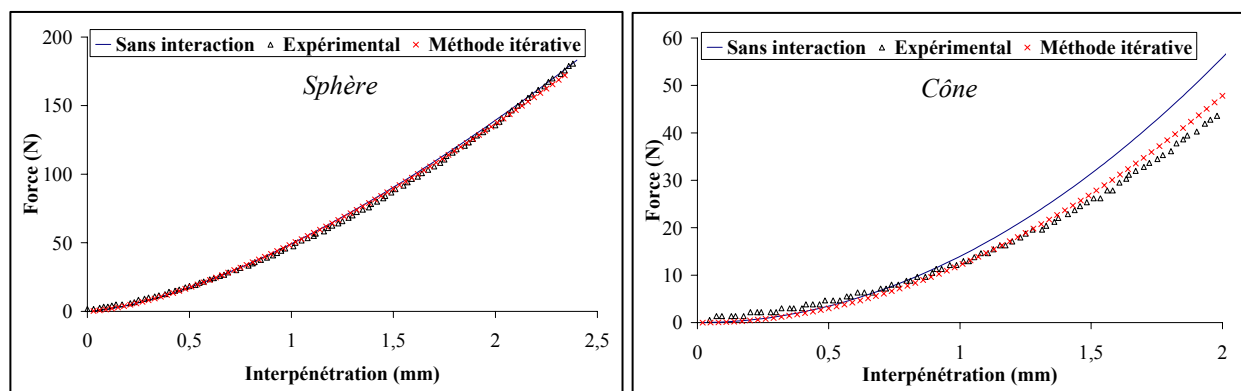 Sans interaction Expérimental Méthode itérative
Sphère
Force (N)
200
150
100
50
0
0 0,5 1 1,5 2 2,5
Interpénétration (mm)
Sans interaction Expérimental Méthode itérative
Cône
Force (N)
60
50
40
30
20
10
0
0 0,5 1 1,5 2
Interpénétration (mm)